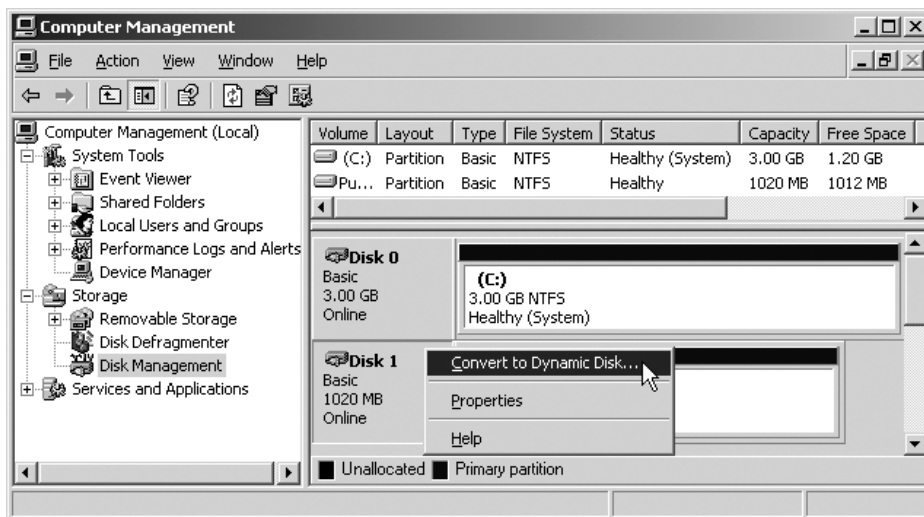 Computer Management
File Action View Window Help
Computer Management (Local)
System Tools
Event Viewer
Shared Folders
Local Users and Groups
Performance Logs and Alerts
Device Manager
Storage
Removable Storage
Disk Defragmenter
Disk Management
Services and Applications
Volume Layout Type File System Status Capacity Free Space
(C:) Partition Basic NTFS Healthy (System) 3.00 GB 1.20 GB
Pu... Partition Basic NTFS Healthy 1020 MB 1012 MB
Disk 0
Basic
3.00 GB
Online
(C:)
3.00 GB NTFS
Healthy (System)
Disk 1
Basic
1020 MB
Online
Convert to Dynamic Disk...
Properties
Help
Unallocated Primary partition